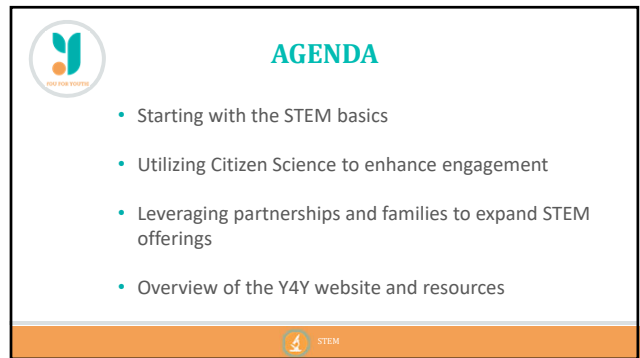 AGENDA
YOU FOR YOUTH
• Starting with the STEM basics
• Utilizing Citizen Science to enhance engagement
• Leveraging partnerships and families to expand STEM
offerings
• Overview of the Y4Y website and resources
STEM